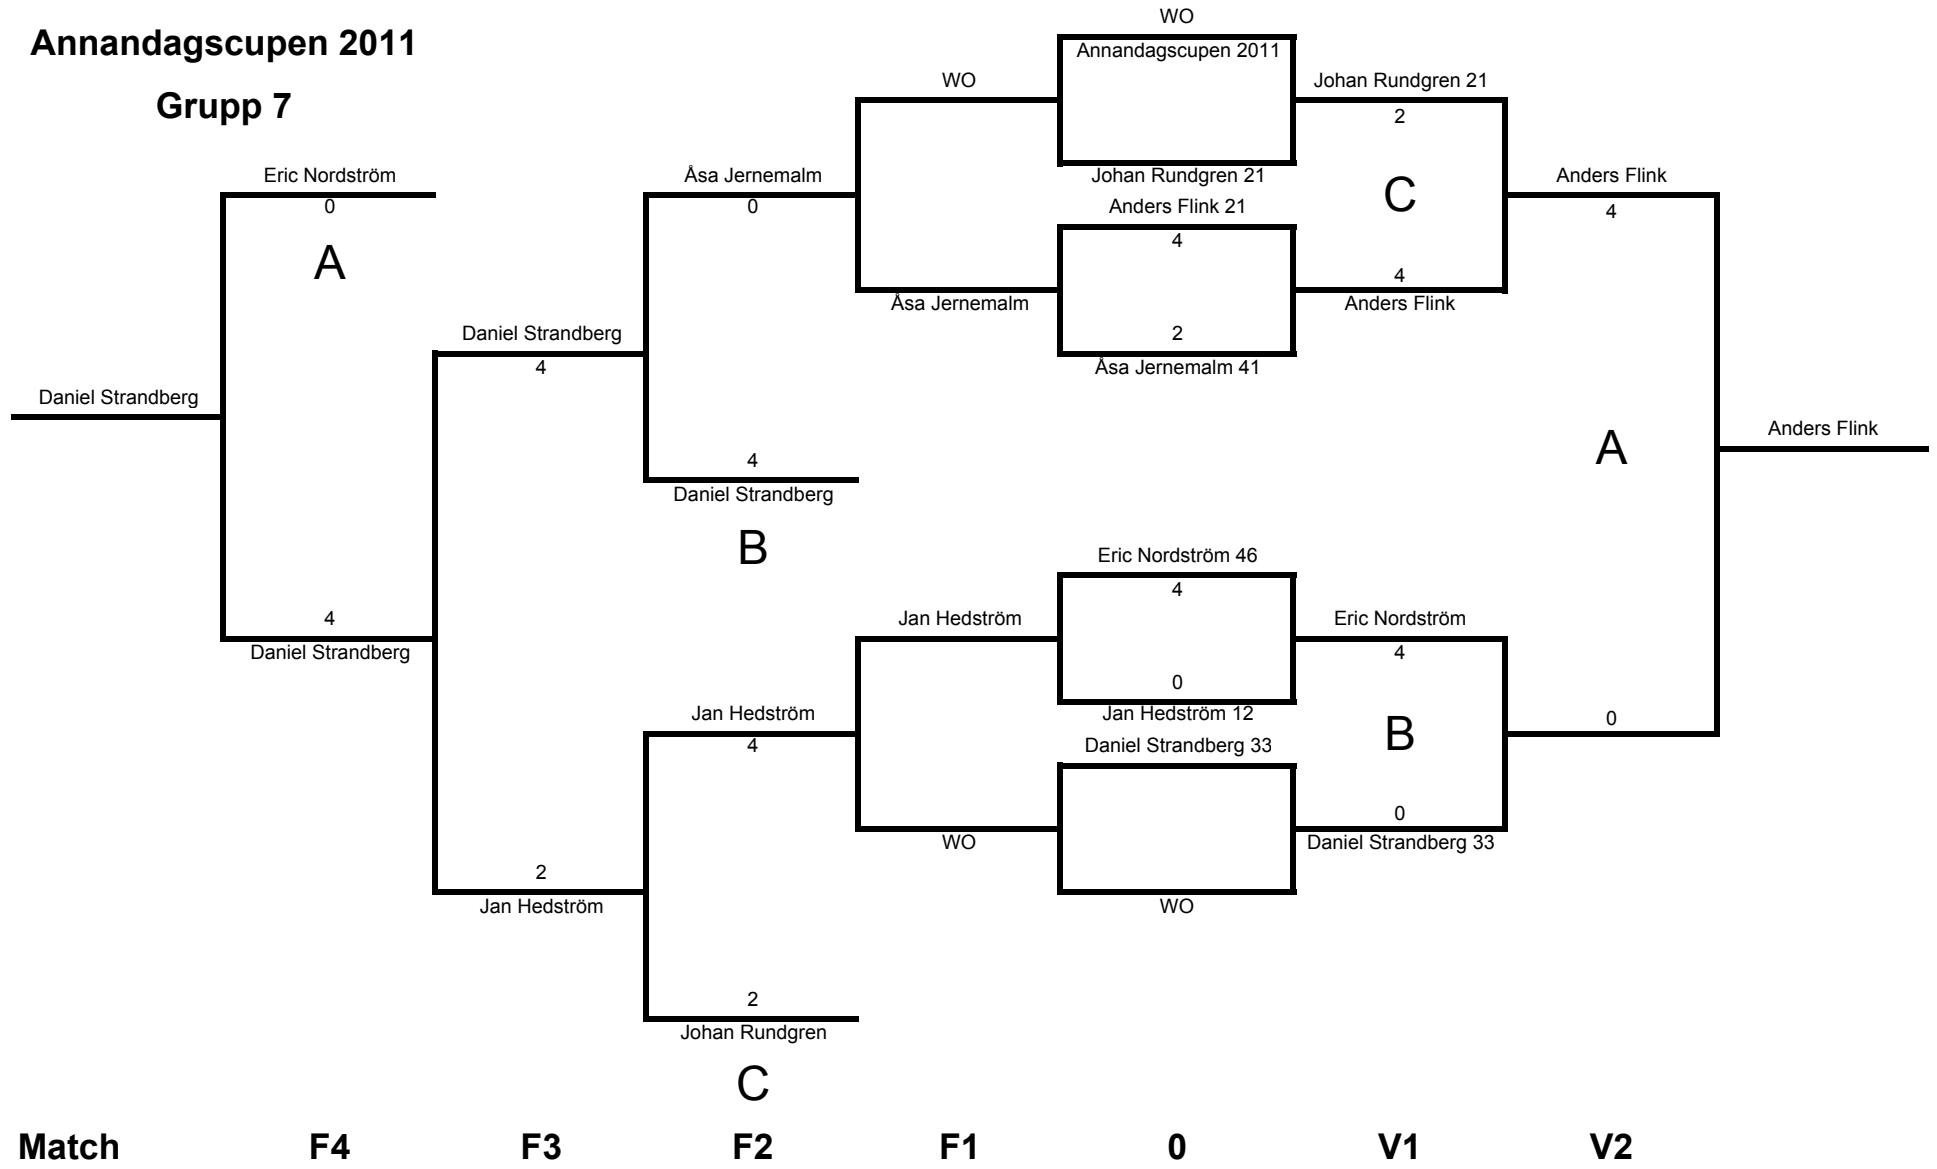 WO
Annandagscupen 2011
Annandagscupen 2011
WO
Johan Rundgren 21
Grupp 7
2
Eric Nordström
Åsa Jernemalm
Johan Rundgren 21
Anders Flink
0
0
Anders Flink 21
C
4
A
4
4
Åsa Jernemalm
Anders Flink
Daniel Strandberg
2
4
Åsa Jernemalm 41
Daniel Strandberg
Anders Flink
A
4
Daniel Strandberg
B
Eric Nordström 46
4
4
Jan Hedström
Eric Nordström
Daniel Strandberg
4
0
Jan Hedström
Jan Hedström 12
0
4
Daniel Strandberg 33
B
0
WO
Daniel Strandberg 33
2
Jan Hedström
WO
2
Johan Rundgren
C
Match F4 F3 F2 F1 0 V1 V2